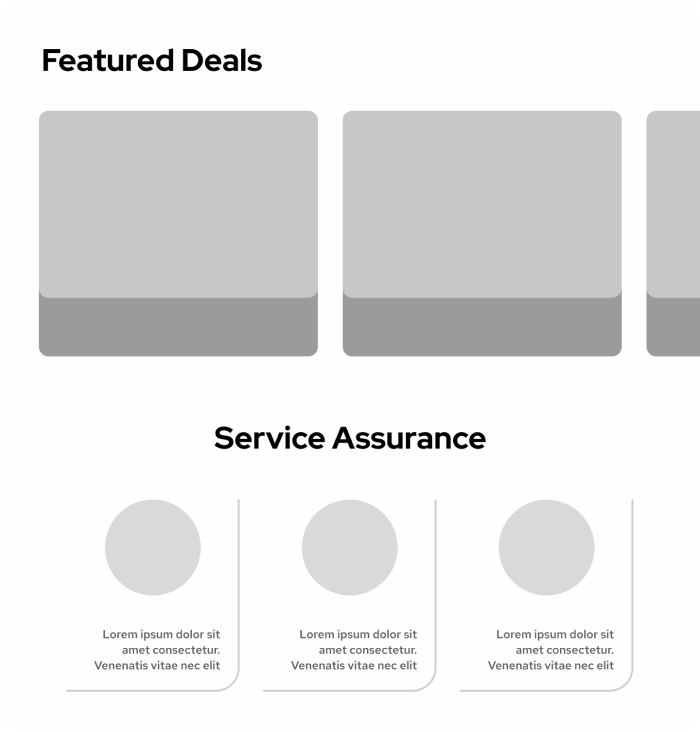 Featured Deals
Service Assurance
Lorem ipsum dolor sit
amet consectetur.
Venenatis vitae nec elit
Lorem ipsum dolor sit
amet consectetur.
Venenatis vitae nec elit
Lorem ipsum dolor sit
amet consectetur.
Venenatis vitae nec elit